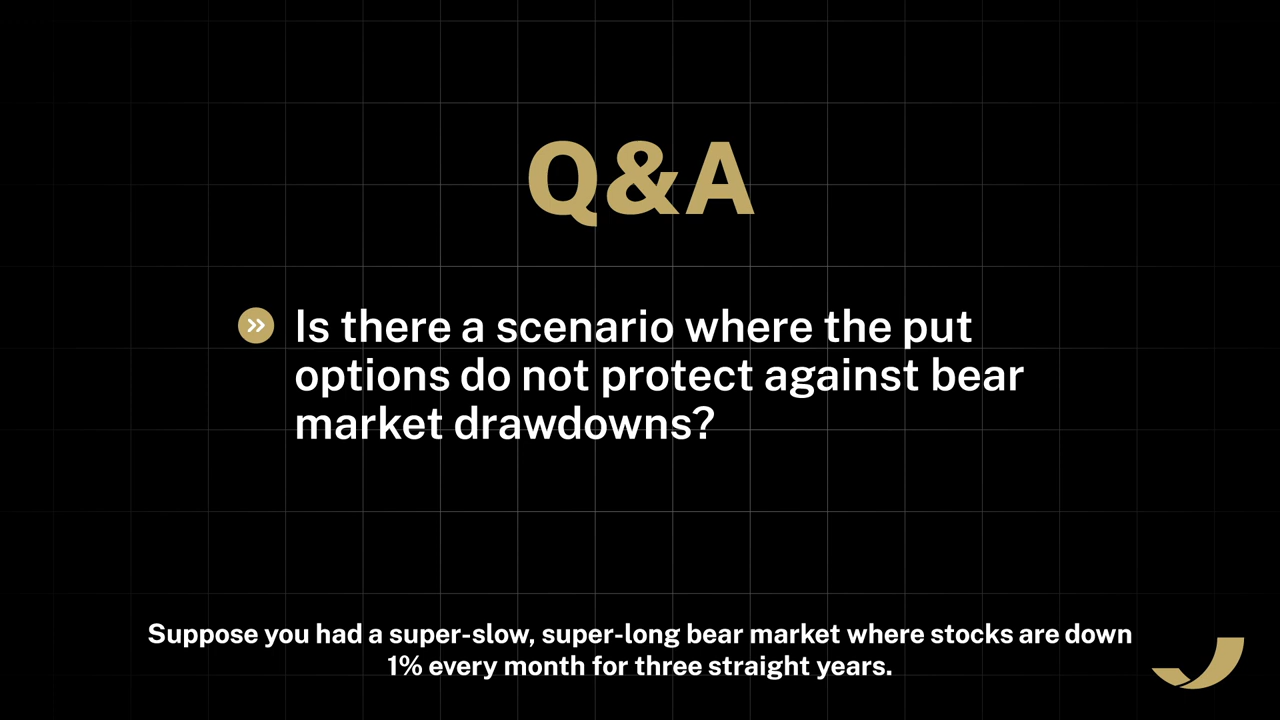 Q&A
Is there a scenario where the put
options do not protect against bear
market drawdowns?
Suppose you had a super-slow, super-long bear market where stocks are down
1% every month for three straight years.